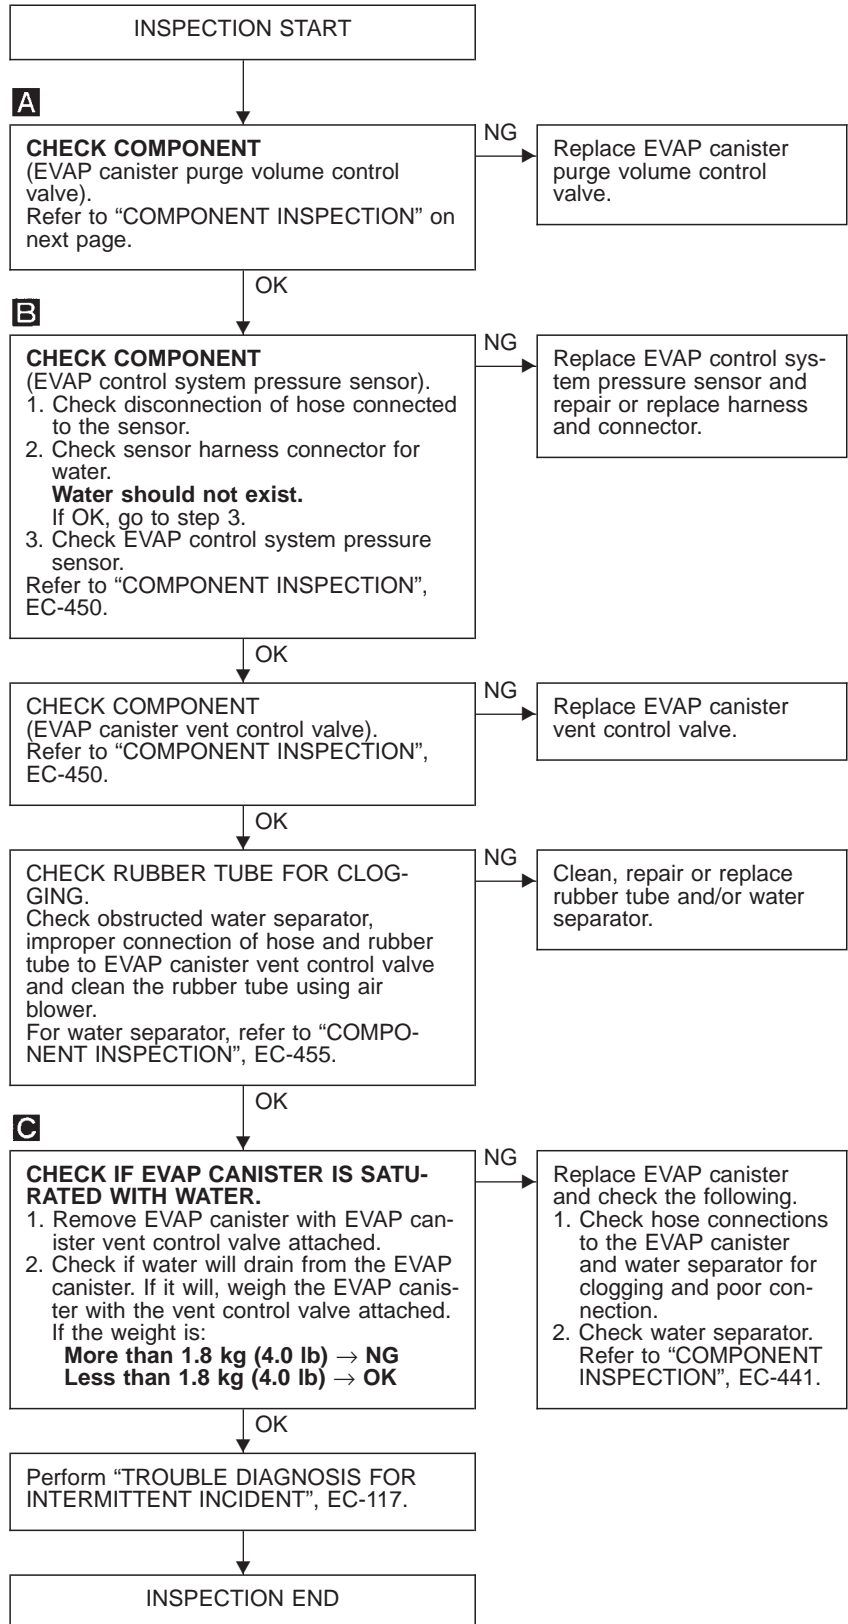 INSPECTION START
A
CHECK COMPONENT
(EVAP canister purge volume control
valve).
Refer to “COMPONENT INSPECTION” on
next page.
NG
Replace EVAP canister
purge volume control
valve.
OK
B
CHECK COMPONENT
(EVAP control system pressure sensor).
1. Check disconnection of hose connected
to the sensor.
2. Check sensor harness connector for
water.
Water should not exist.
If OK, go to step 3.
3. Check EVAP control system pressure
sensor.
Refer to “COMPONENT INSPECTION”,
EC-450.
NG
Replace EVAP control sys-
tem pressure sensor and
repair or replace harness
and connector.
OK
CHECK COMPONENT
(EVAP canister vent control valve).
Refer to “COMPONENT INSPECTION”,
EC-450.
NG
Replace EVAP canister
vent control valve.
OK
CHECK RUBBER TUBE FOR CLOG-
GING.
Check obstructed water separator,
improper connection of hose and rubber
tube to EVAP canister vent control valve
and clean the rubber tube using air
blower.
For water separator, refer to “COMPO-
NENT INSPECTION”, EC-455.
NG
Clean, repair or replace
rubber tube and/or water
separator.
OK
C
CHECK IF EVAP CANISTER IS SATU-
RATED WITH WATER.
1. Remove EVAP canister with EVAP can-
ister vent control valve attached.
2. Check if water will drain from the EVAP
canister. If it will, weigh the EVAP canis-
ter with the vent control valve attached.
If the weight is:
More than 1.8 kg (4.0 lb) → NG
Less than 1.8 kg (4.0 lb) → OK
NG
Replace EVAP canister
and check the following.
1. Check hose connections
to the EVAP canister
and water separator for
clogging and poor con-
nection.
2. Check water separator.
Refer to “COMPONENT
INSPECTION”, EC-441.
OK
Perform “TROUBLE DIAGNOSIS FOR
INTERMITTENT INCIDENT”, EC-117.
INSPECTION END